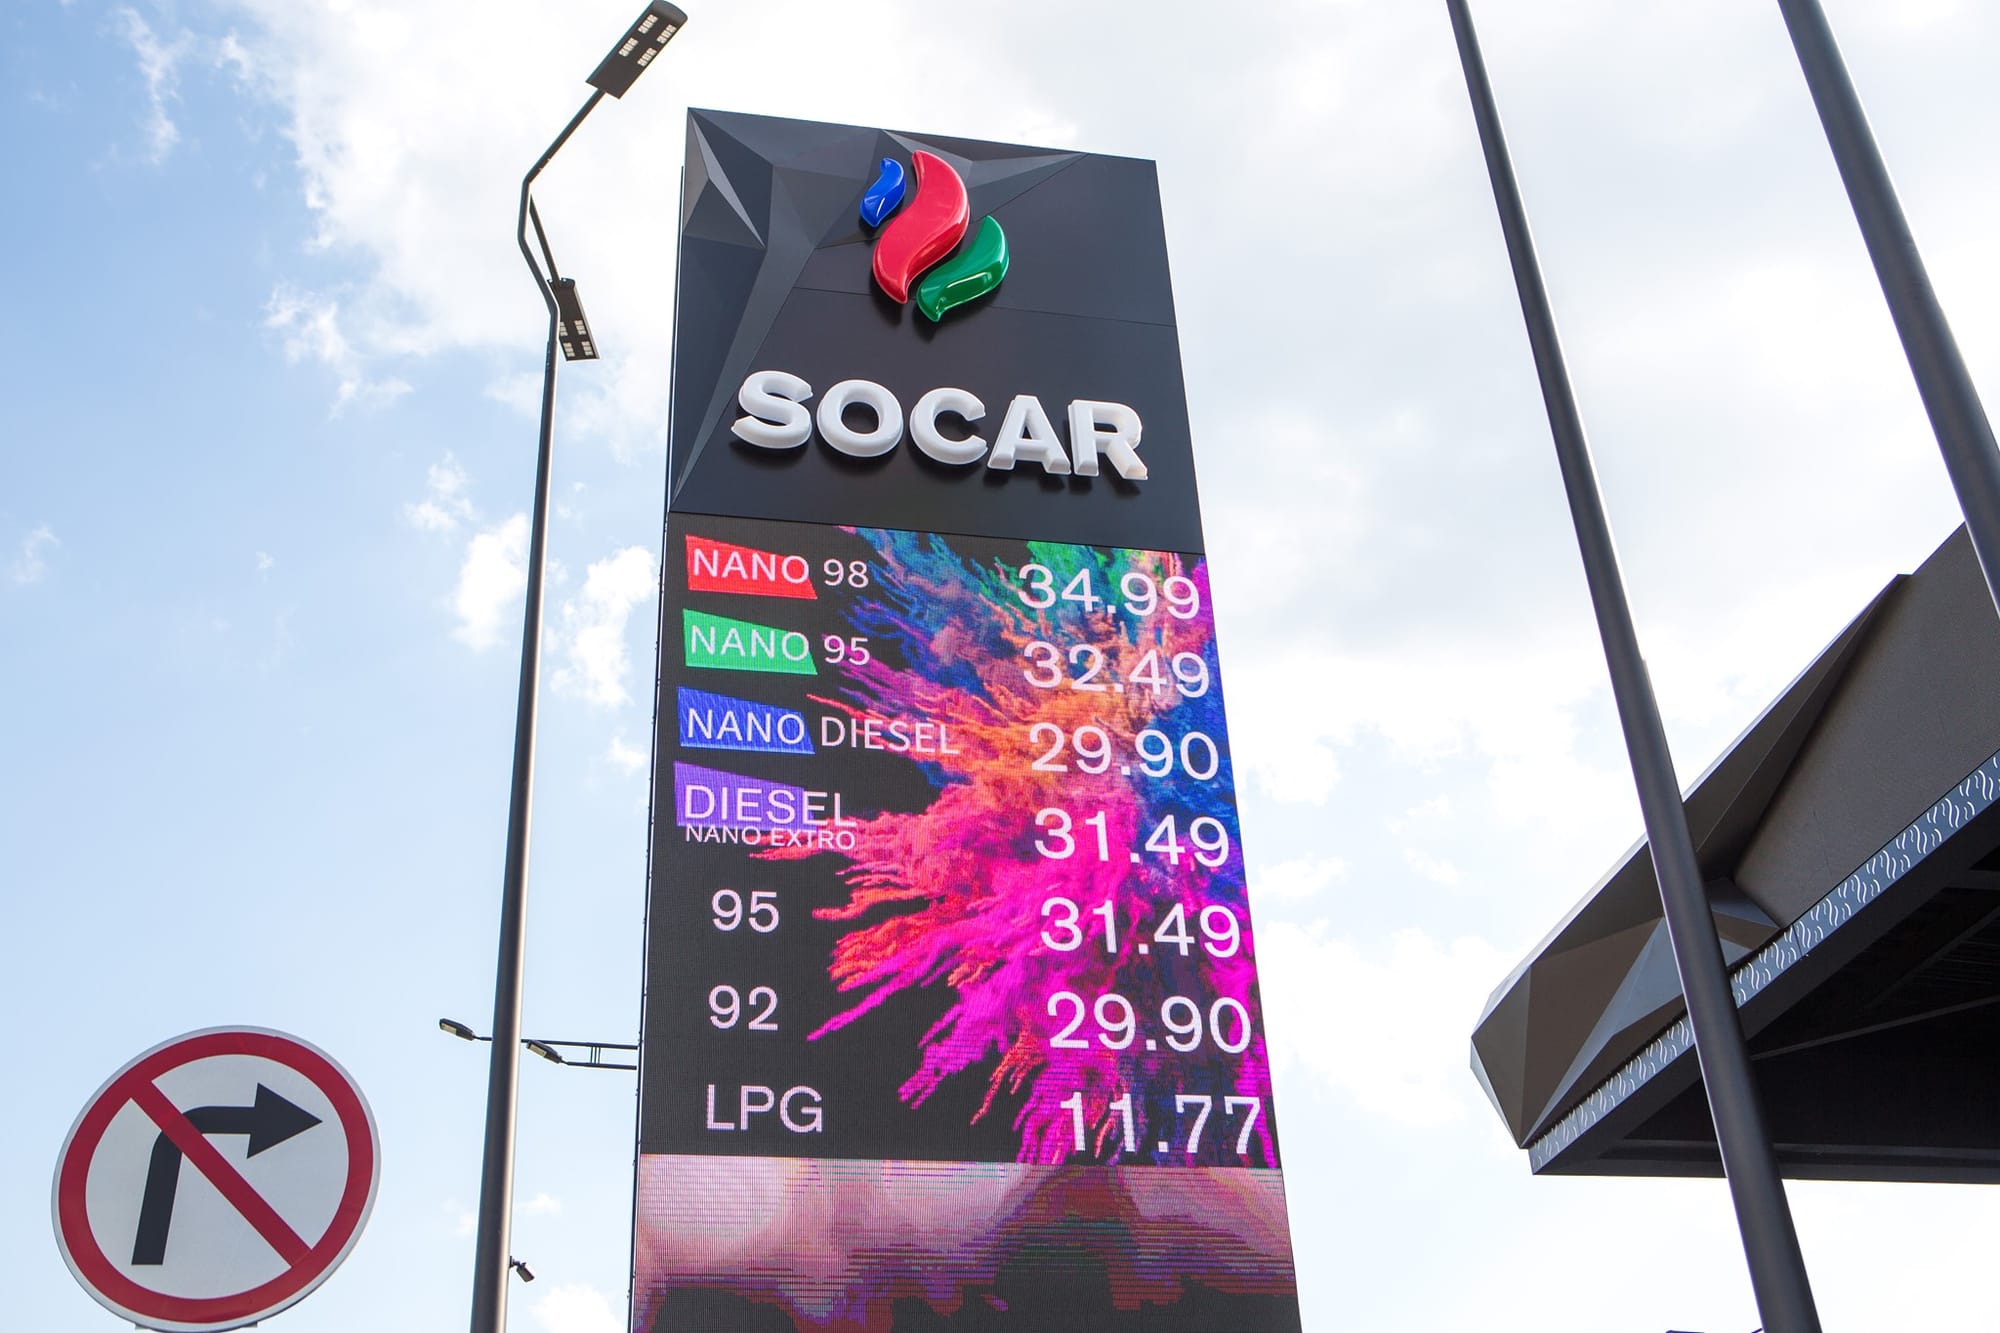 SOCAR
NANO 98 34.99
NANO 95 32.49
NANO DIESEL 29.90
DIESEL 31.49
NANO EXTRO
95 31.49
92 29.90
LPG 11.77